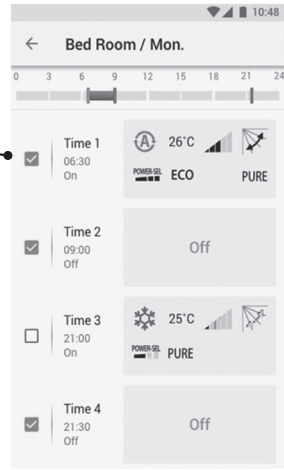 10:48
Bed Room / Mon.
0 3 6 9 12 15 18 21 24
Time 1
06:30
On
A 26°C
POWER-SEL ECO PURE
Time 2
09:00
Off
Off
Time 3
21:00
On
25°C
POWER-SEL PURE
Time 4
21:30
Off
Off